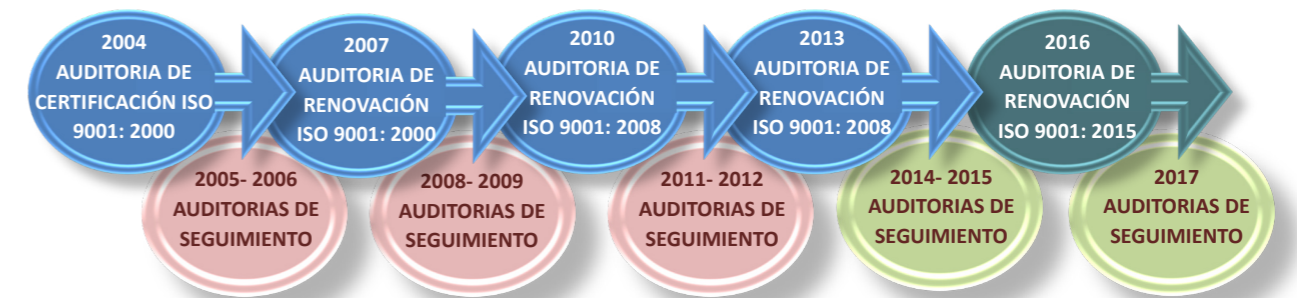 2004
AUDITORIA DE
CERTIFICACIÓN ISO
9001: 2000
2007
AUDITORIA DE
RENOVACIÓN
ISO 9001: 2000
2010
AUDITORIA DE
RENOVACIÓN
ISO 9001: 2008
2013
AUDITORIA DE
RENOVACIÓN
ISO 9001: 2008
2016
AUDITORIA DE
RENOVACIÓN
ISO 9001: 2015
2005- 2006
AUDITORIAS DE
SEGUIMIENTO
2008- 2009
AUDITORIAS DE
SEGUIMIENTO
2011- 2012
AUDITORIAS DE
SEGUIMIENTO
2014- 2015
AUDITORIAS DE
SEGUIMIENTO
2017
AUDITORIAS DE
SEGUIMIENTO